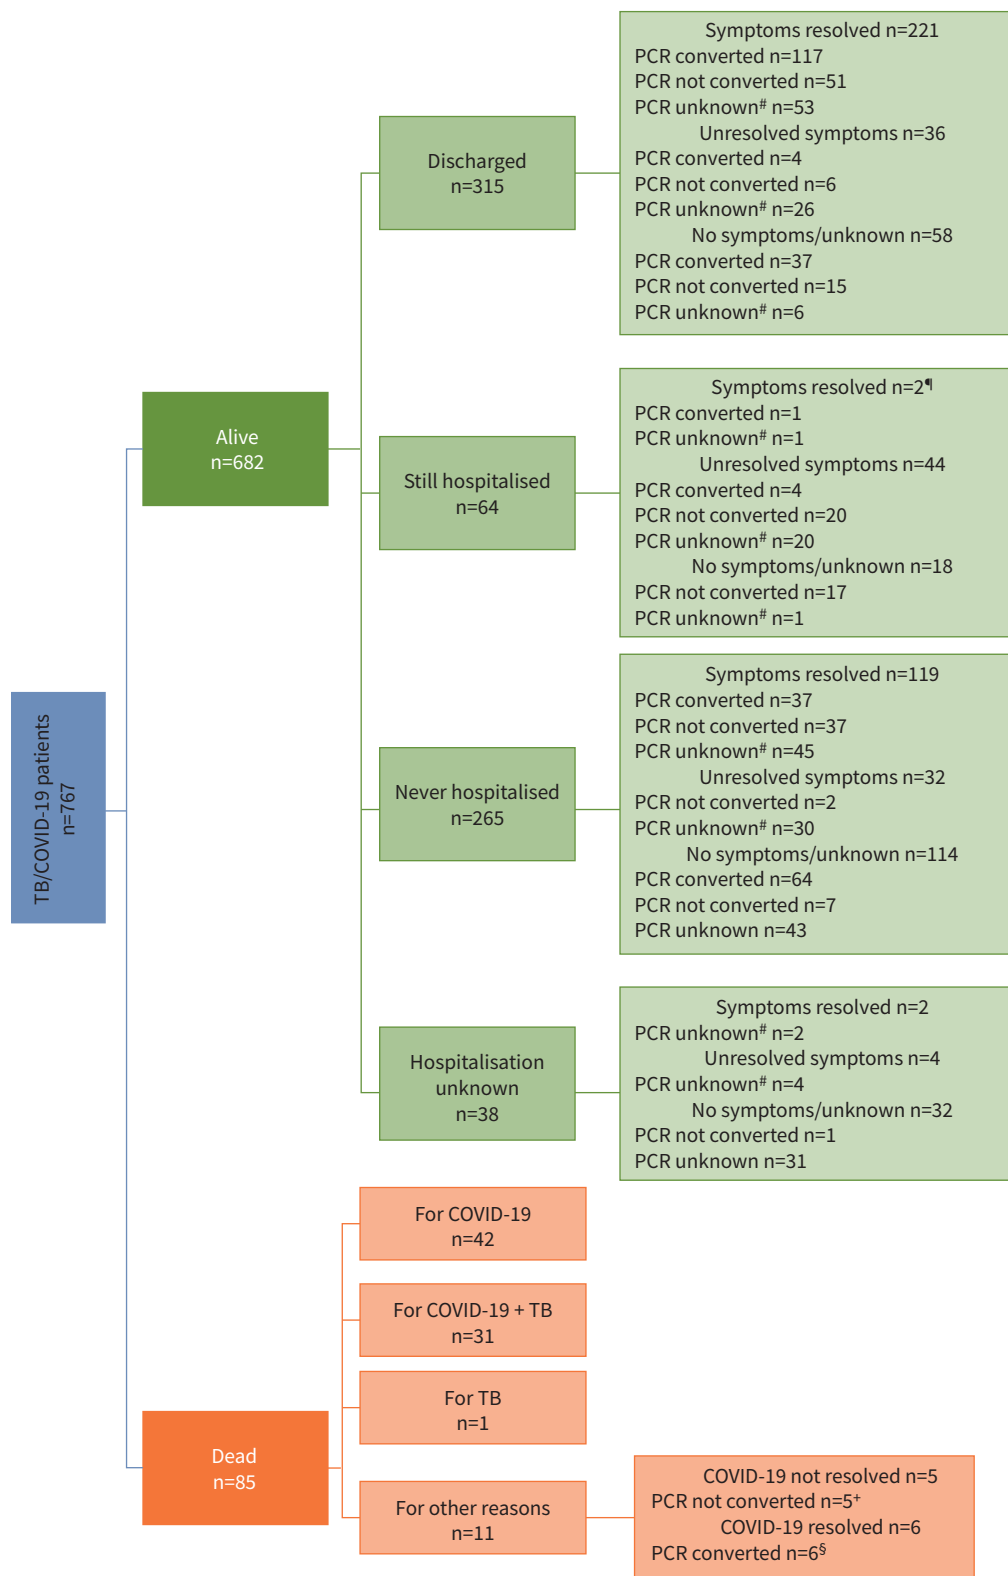 TB/COVID-19 patients
n=767
Alive
n=682
Discharged
n=315
Symptoms resolved n=221
PCR converted n=117
PCR not converted n=51
PCR unknown# n=53
Unresolved symptoms n=36
PCR converted n=4
PCR not converted n=6
PCR unknown# n=26
No symptoms/unknown n=58
PCR converted n=37
PCR not converted n=15
PCR unknown# n=6
Still hospitalised
n=64
Symptoms resolved n=2¶
PCR converted n=1
PCR unknown# n=1
Unresolved symptoms n=44
PCR converted n=4
PCR not converted n=20
PCR unknown# n=20
No symptoms/unknown n=18
PCR not converted n=17
PCR unknown# n=1
Never hospitalised
n=265
Symptoms resolved n=119
PCR converted n=37
PCR not converted n=37
PCR unknown# n=45
Unresolved symptoms n=32
PCR not converted n=2
PCR unknown# n=30
No symptoms/unknown n=114
PCR converted n=64
PCR not converted n=7
PCR unknown n=43
Hospitalisation
unknown
n=38
Symptoms resolved n=2
PCR unknown# n=2
Unresolved symptoms n=4
PCR unknown# n=4
No symptoms/unknown n=32
PCR not converted n=1
PCR unknown n=31
Dead
n=85
For COVID-19
n=42
For COVID-19 + TB
n=31
For TB
n=1
For other reasons
n=11
COVID-19 not resolved n=5
PCR not converted n=5+
COVID-19 resolved n=6
PCR converted n=6§